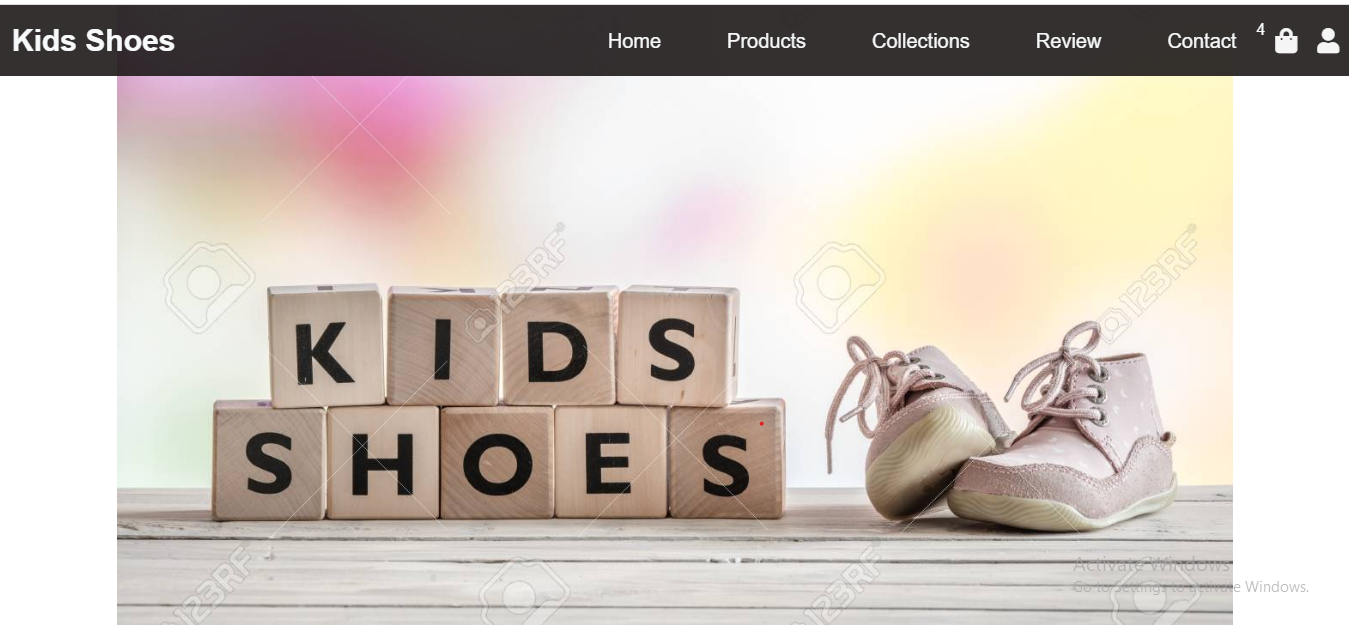 Kids Shoes
Home Products Collections Review Contact 4
123RF
123RF
KIDS
SHOES
Activate Windows
Go to Settings to activate Windows.
123RF
123RF